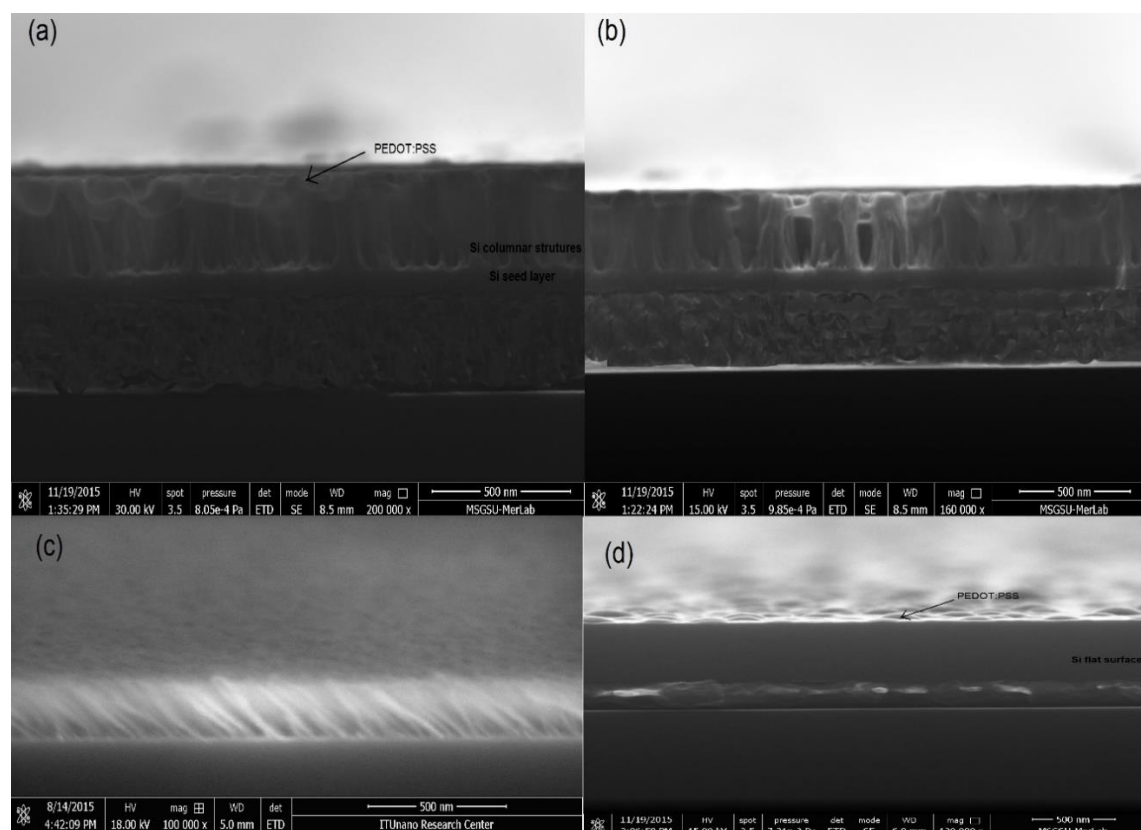 (a)
PEDOT:PSS
Si columnar strutures
Si seed layer
11/19/2015 HV spot pressure det mode WD mag 500 nm
1:35:29 PM 30.00 kV 3.5 8.05e-4 Pa ETD SE 8.5 mm 200 000 x MSGSU-MerLab
(b)
11/19/2015 HV spot pressure det mode WD mag 500 nm
1:22:24 PM 15.00 kV 3.5 9.85e-4 Pa ETD SE 8.5 mm 160 000 x MSGSU-MerLab
(c)
8/14/2015 HV mag WD det 500 nm
4:42:09 PM 18.00 kV 100 000 x 5.0 mm ETD ITUnano Research Center
(d)
PEDOT:PSS
Si flat surface
11/19/2015 HV spot pressure det mode WD mag 500 nm